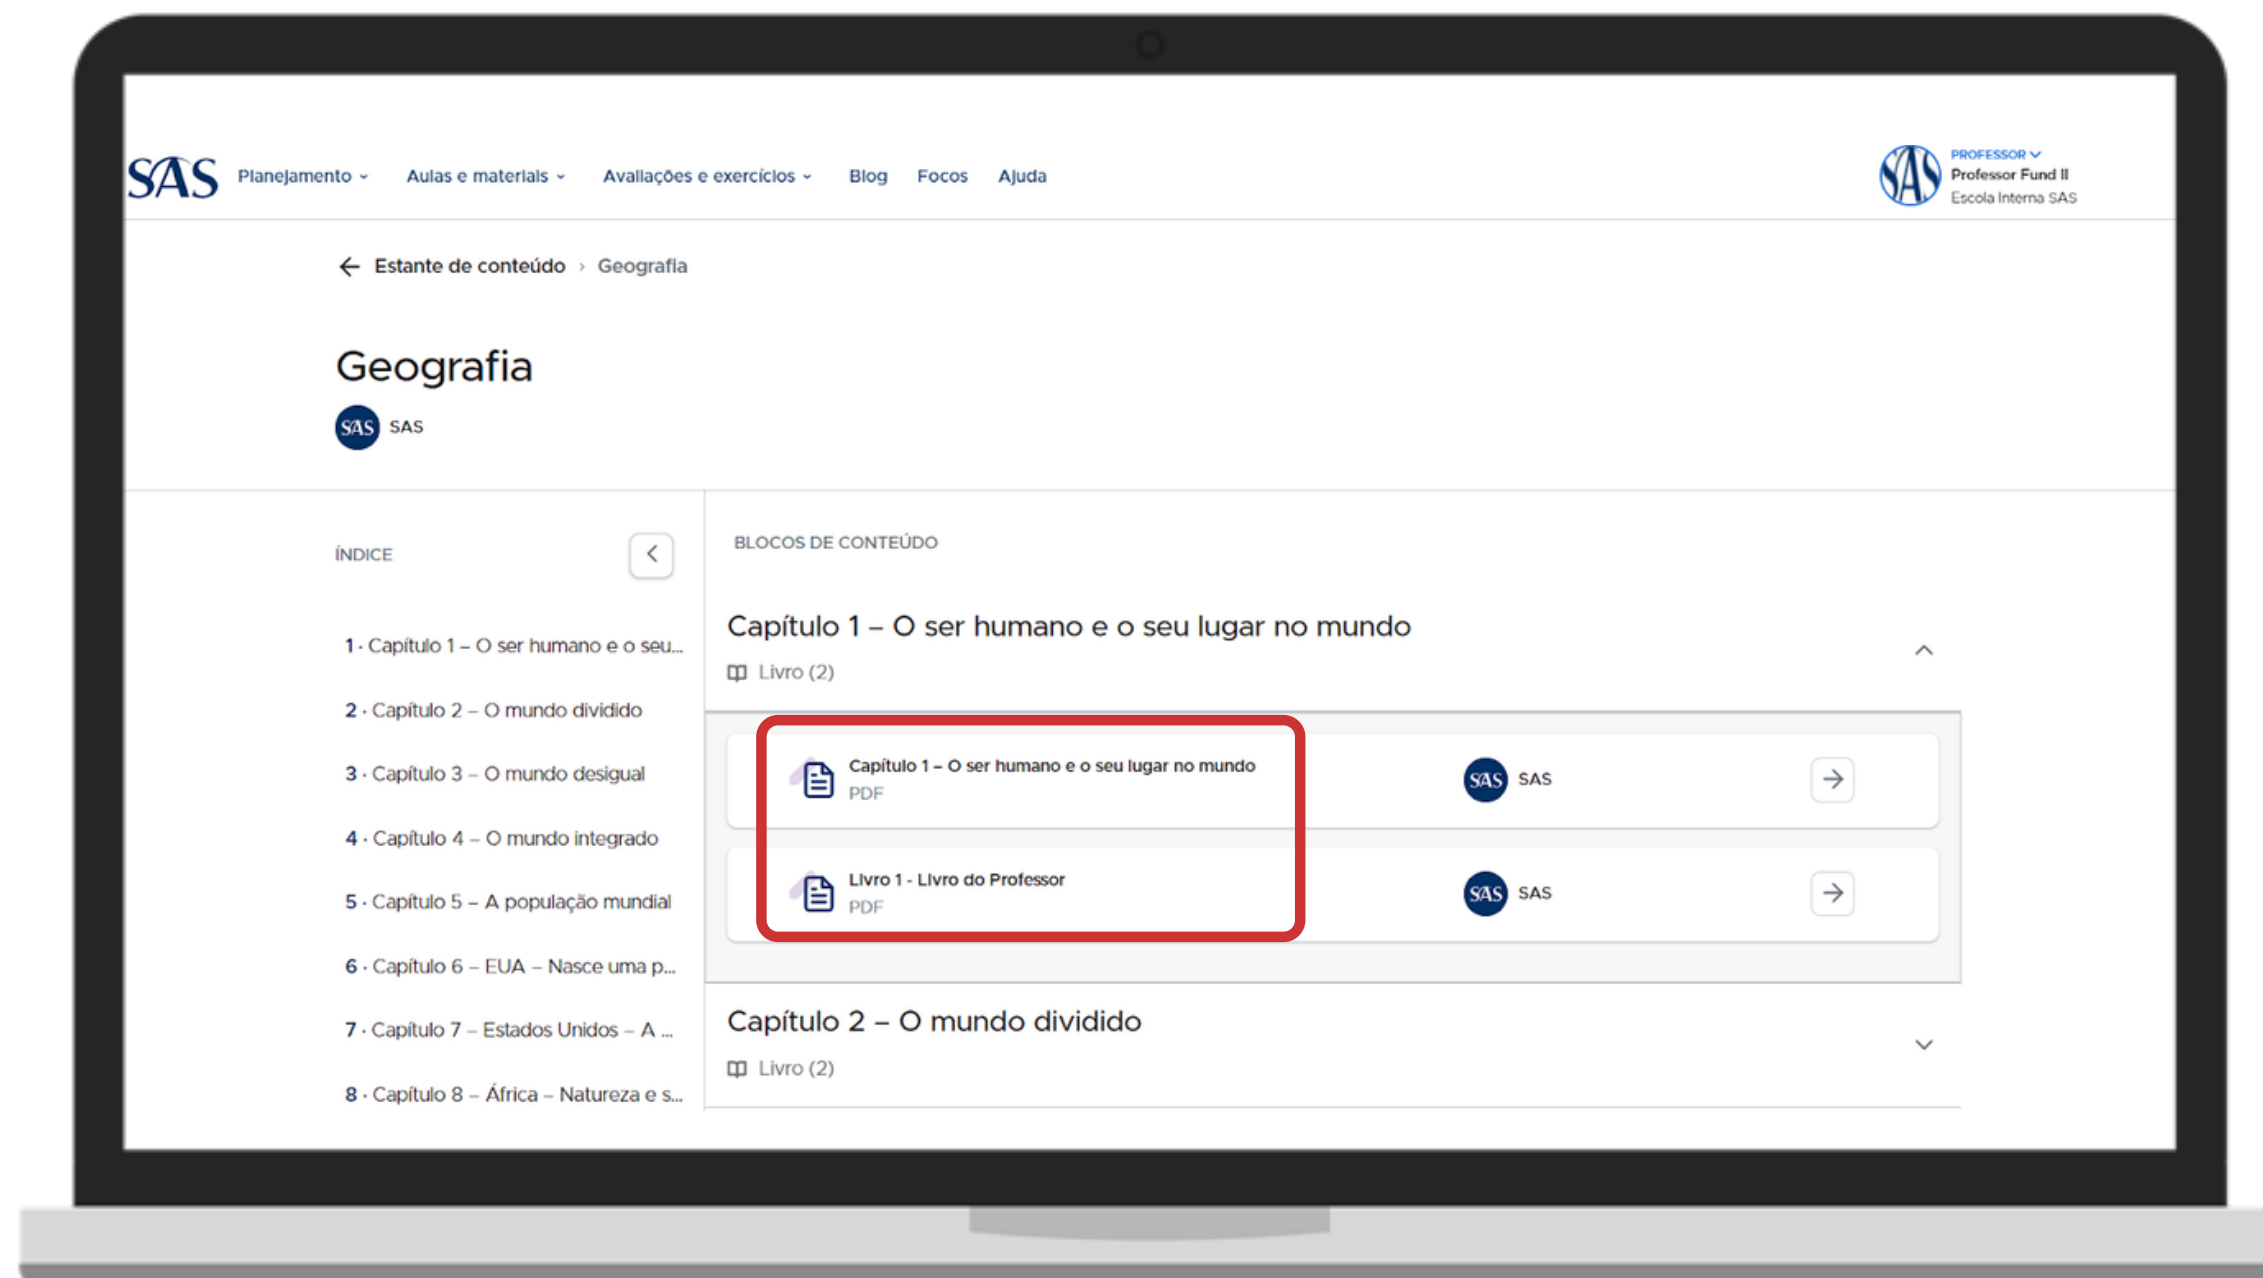 SAS Planejamento Aulas e materiais Avaliações e exercícios Blog Focos Ajuda
SAS
PROFESSOR
Professor Fund II
Escola Interna SAS
← Estante de conteúdo › Geografia
Geografia
SAS SAS
ÍNDICE
1 · Capítulo 1 – O ser humano e o seu...
2 · Capítulo 2 – O mundo dividido
3 · Capítulo 3 – O mundo desigual
4 · Capítulo 4 – O mundo integrado
5 · Capítulo 5 – A população mundial
6 · Capítulo 6 – EUA – Nasce uma p...
7 · Capítulo 7 – Estados Unidos – A ...
8 · Capítulo 8 – África – Natureza e s...
BLOCOS DE CONTEÚDO
Capítulo 1 – O ser humano e o seu lugar no mundo
Livro (2)
Capítulo 1 – O ser humano e o seu lugar no mundo
PDF
SAS SAS
Livro 1 - Livro do Professor
PDF
SAS SAS
Capítulo 2 – O mundo dividido
Livro (2)